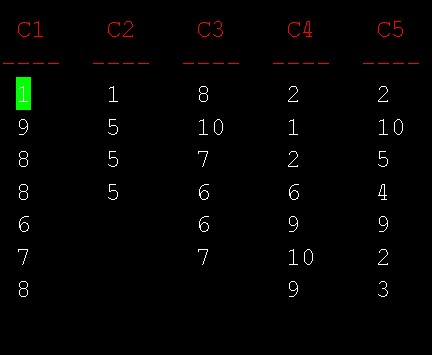 C1 C2 C3 C4 C5
---- ---- ---- ---- ----
1 1 8 2 2
9 5 10 1 10
8 5 7 2 5
8 5 6 6 4
6 6 9 9
7 7 10 2
8 9 3